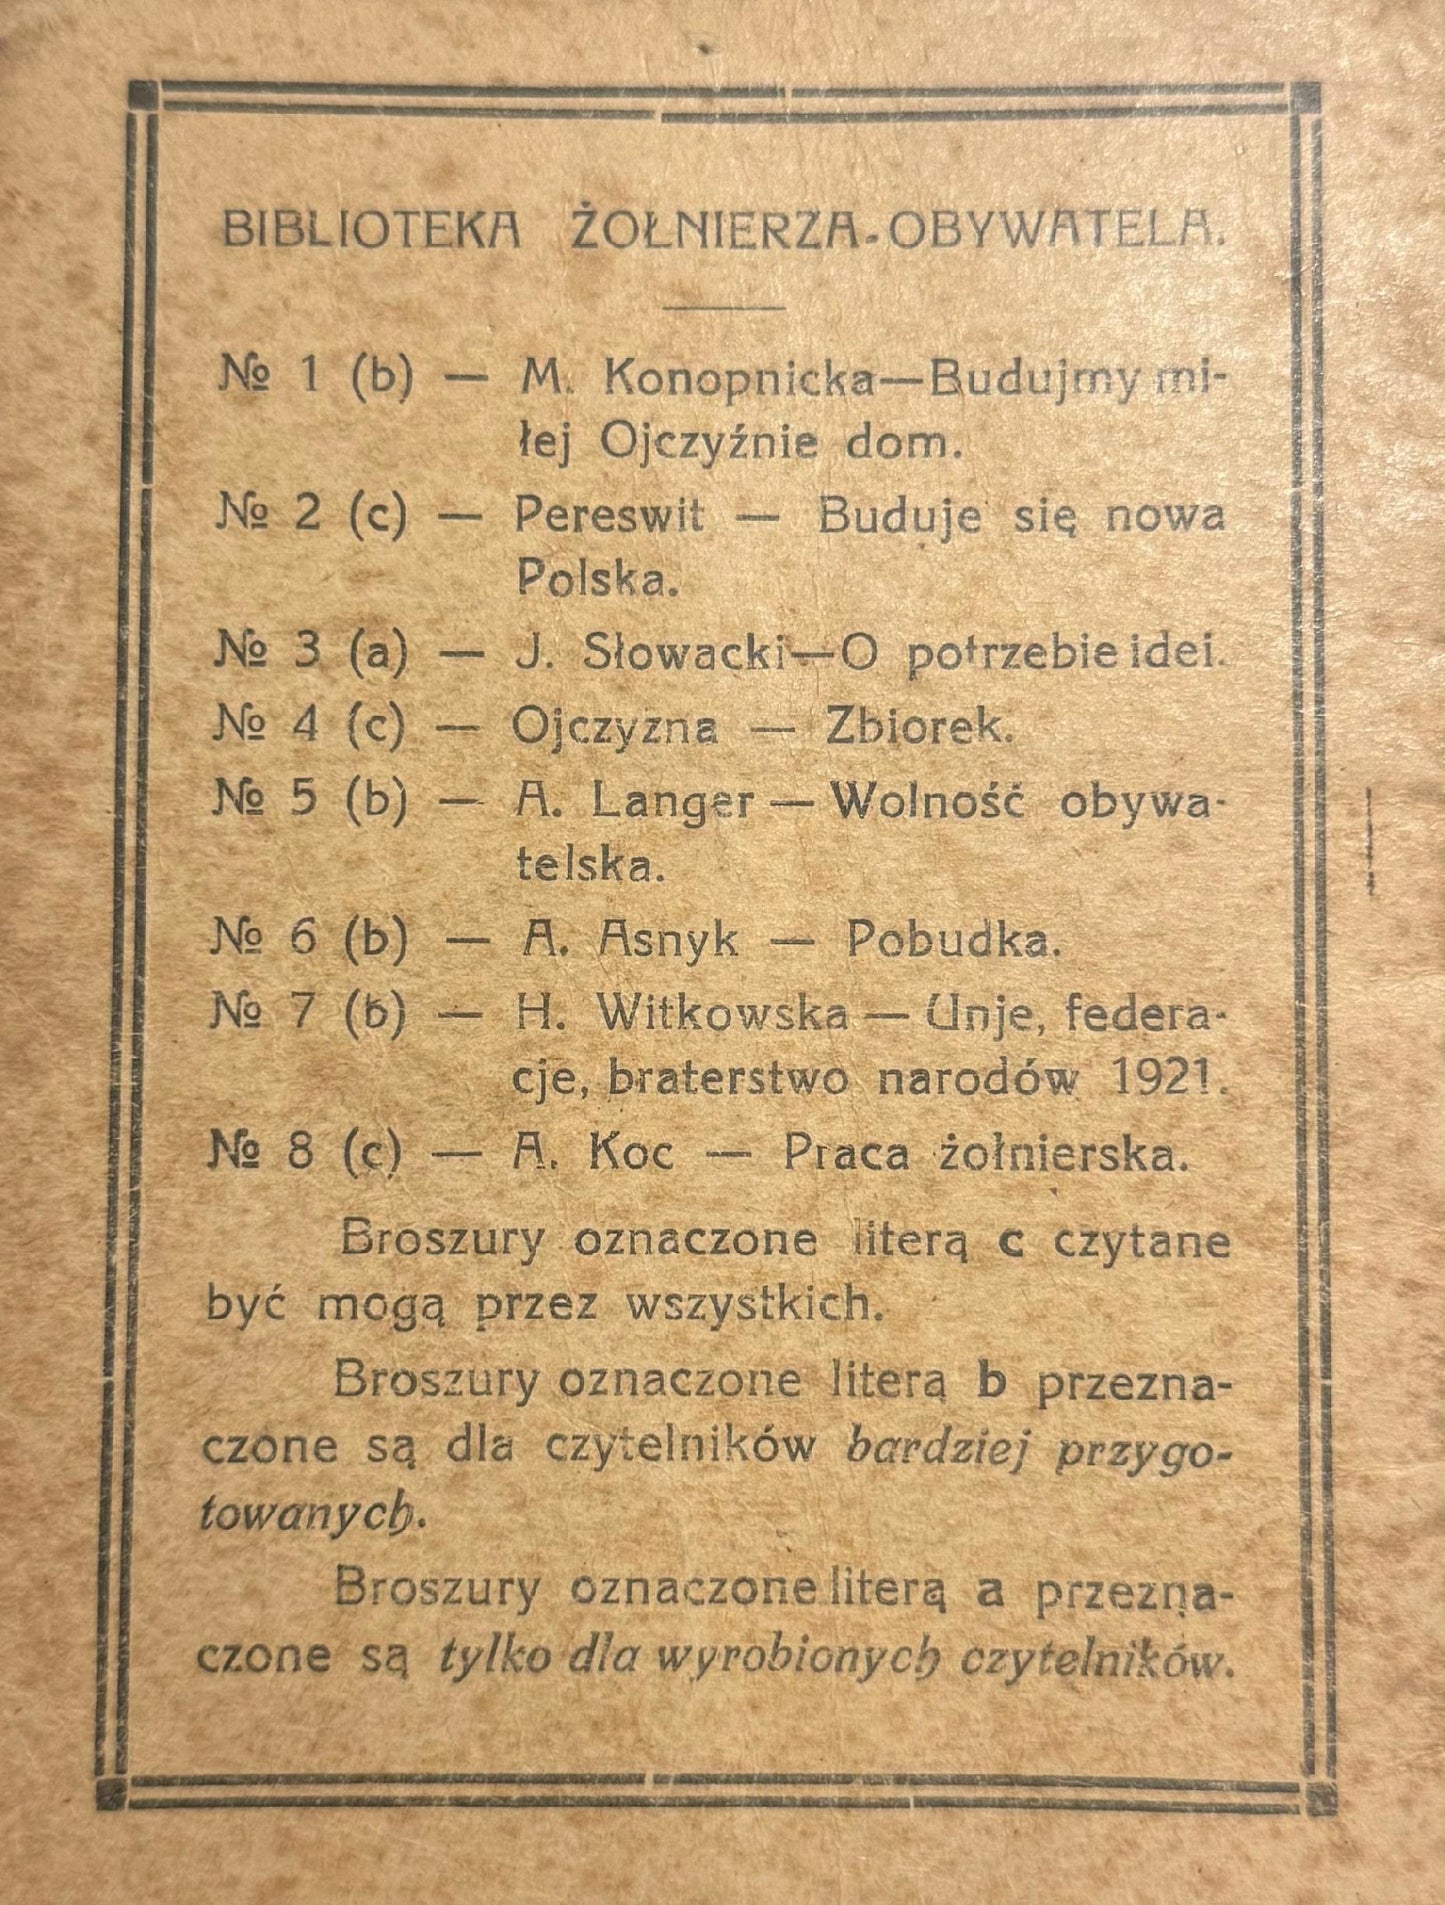 BIBLIOTEKA ŻOŁNIERZA-OBYWATELA.
№ 1 (b) — M. Konopnicka—Budujmy mi-
łej Ojczyźnie dom.
№ 2 (c) — Pereswit — Buduje się nowa
Polska.
№ 3 (a) — J. Słowacki—O potrzebie idei.
№ 4 (c) — Ojczyzna — Zbiorek.
№ 5 (b) — A. Langer — Wolność obywa-
telska.
№ 6 (b) — A. Asnyk — Pobudka.
№ 7 (b) — H. Witkowska — Unje, federa-
cje, braterstwo narodów 1921.
№ 8 (c) — A. Koc — Praca żołnierska.
Broszury oznaczone literą c czytane
być mogą przez wszystkich.
Broszury oznaczone literą b przezna-
czone są dla czytelników bardziej przygo-
towanych.
Broszury oznaczone literą a przezna-
czone są tylko dla wyrobionych czytelników.